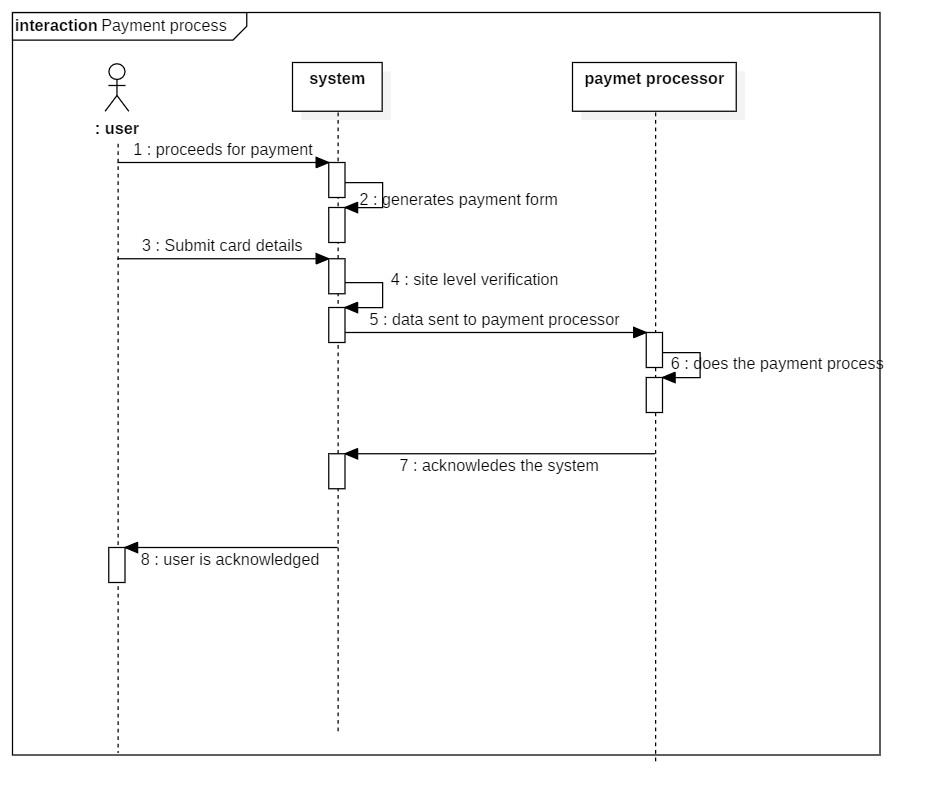 interaction Payment process
system
paymet processor
: user
1 : proceeds for payment
2 : generates payment form
3 : Submit card details
4 : site level verification
5 : data sent to payment processor
6 : does the payment process
7 : acknowledes the system
8 : user is acknowledged